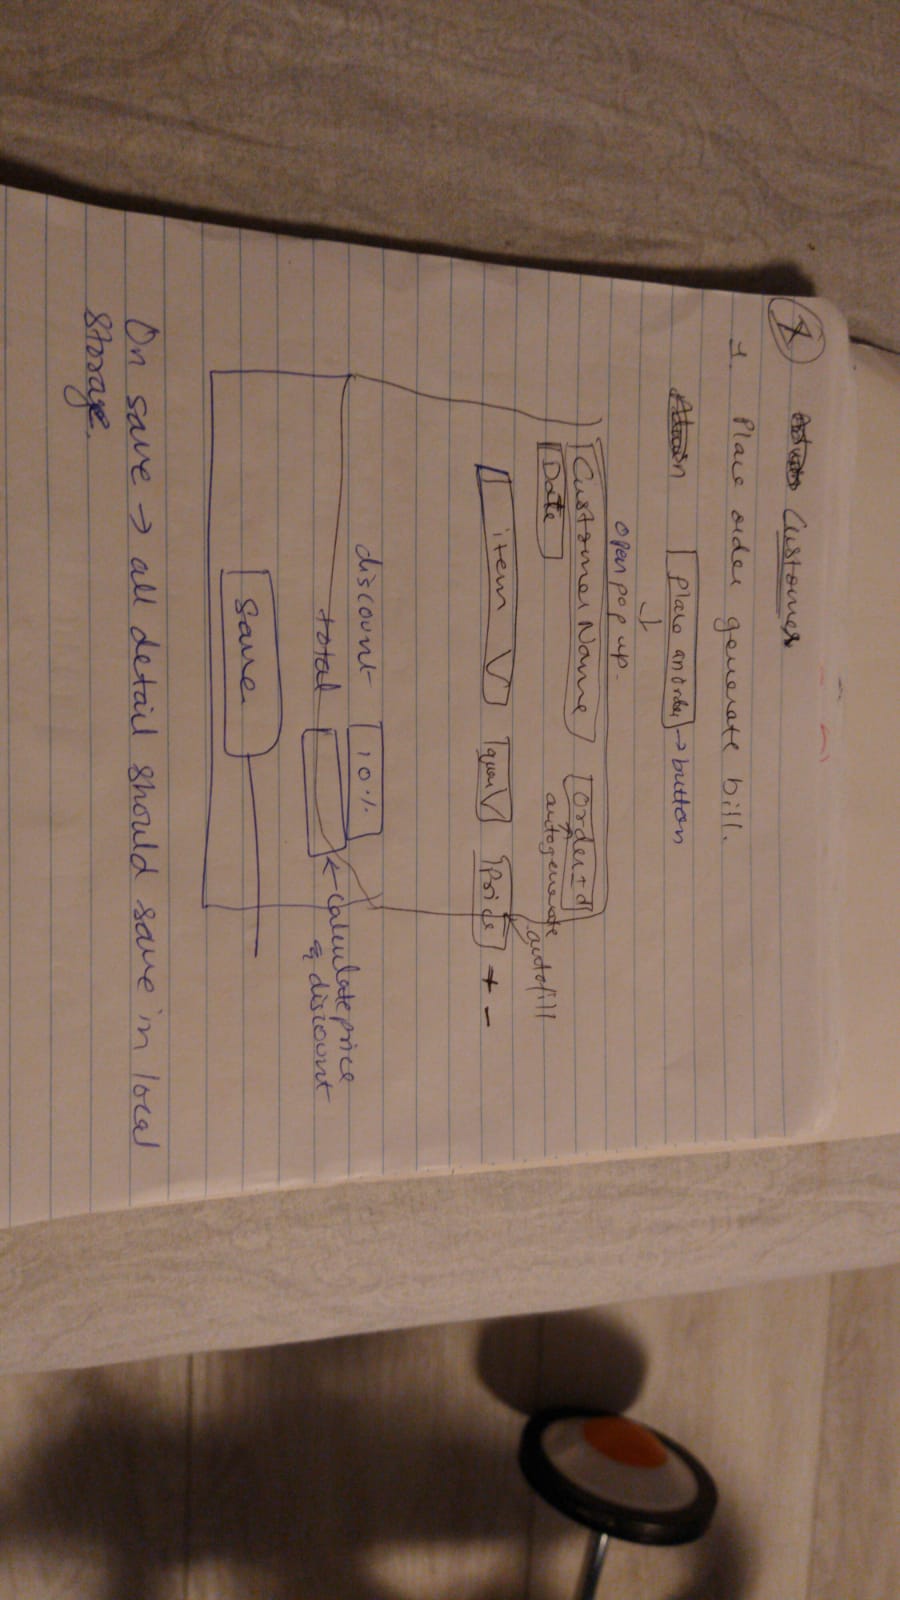 Customer
1. Place order generate bill.
Place an order → button
open pop up.
Customer Name Order Id
Date autogenerate
autofill
item quan Price + -
discount 10%
total ← calculate price
& discount
Save
On save → all detail should save in local
storage.